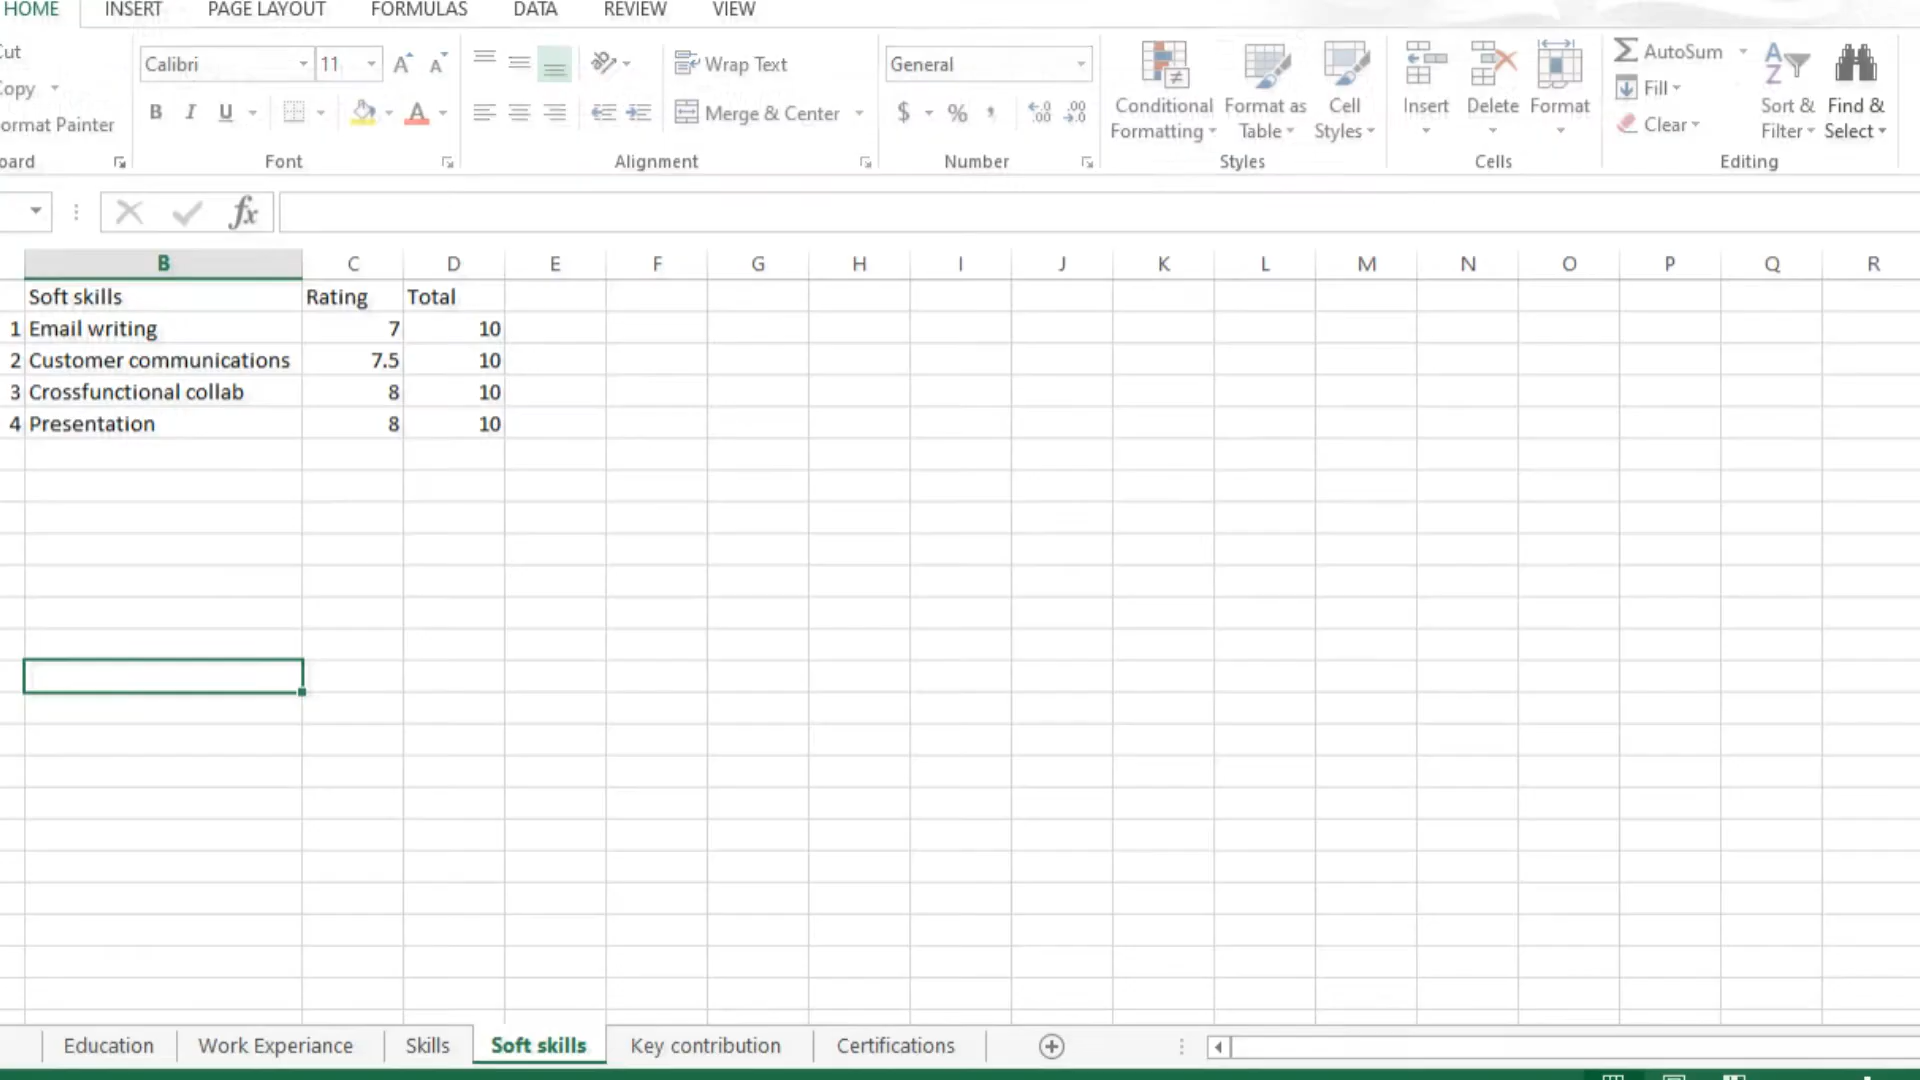 HOME INSERT PAGE LAYOUT FORMULAS DATA REVIEW VIEW
Calibri 11 Wrap Text General AutoSum
Fill
B I U Merge & Center $ % Conditional Formatting Format as Table Cell Styles Insert Delete Format Clear Sort & Filter Find & Select
ormat Painter
Font Alignment Number Styles Cells Editing
fx
B C D E F G H I J K L M N O P Q R
Soft skills Rating Total
1 Email writing 7 10
2 Customer communications 7.5 10
3 Crossfunctional collab 8 10
4 Presentation 8 10
Education Work Experiance Skills Soft skills Key contribution Certifications